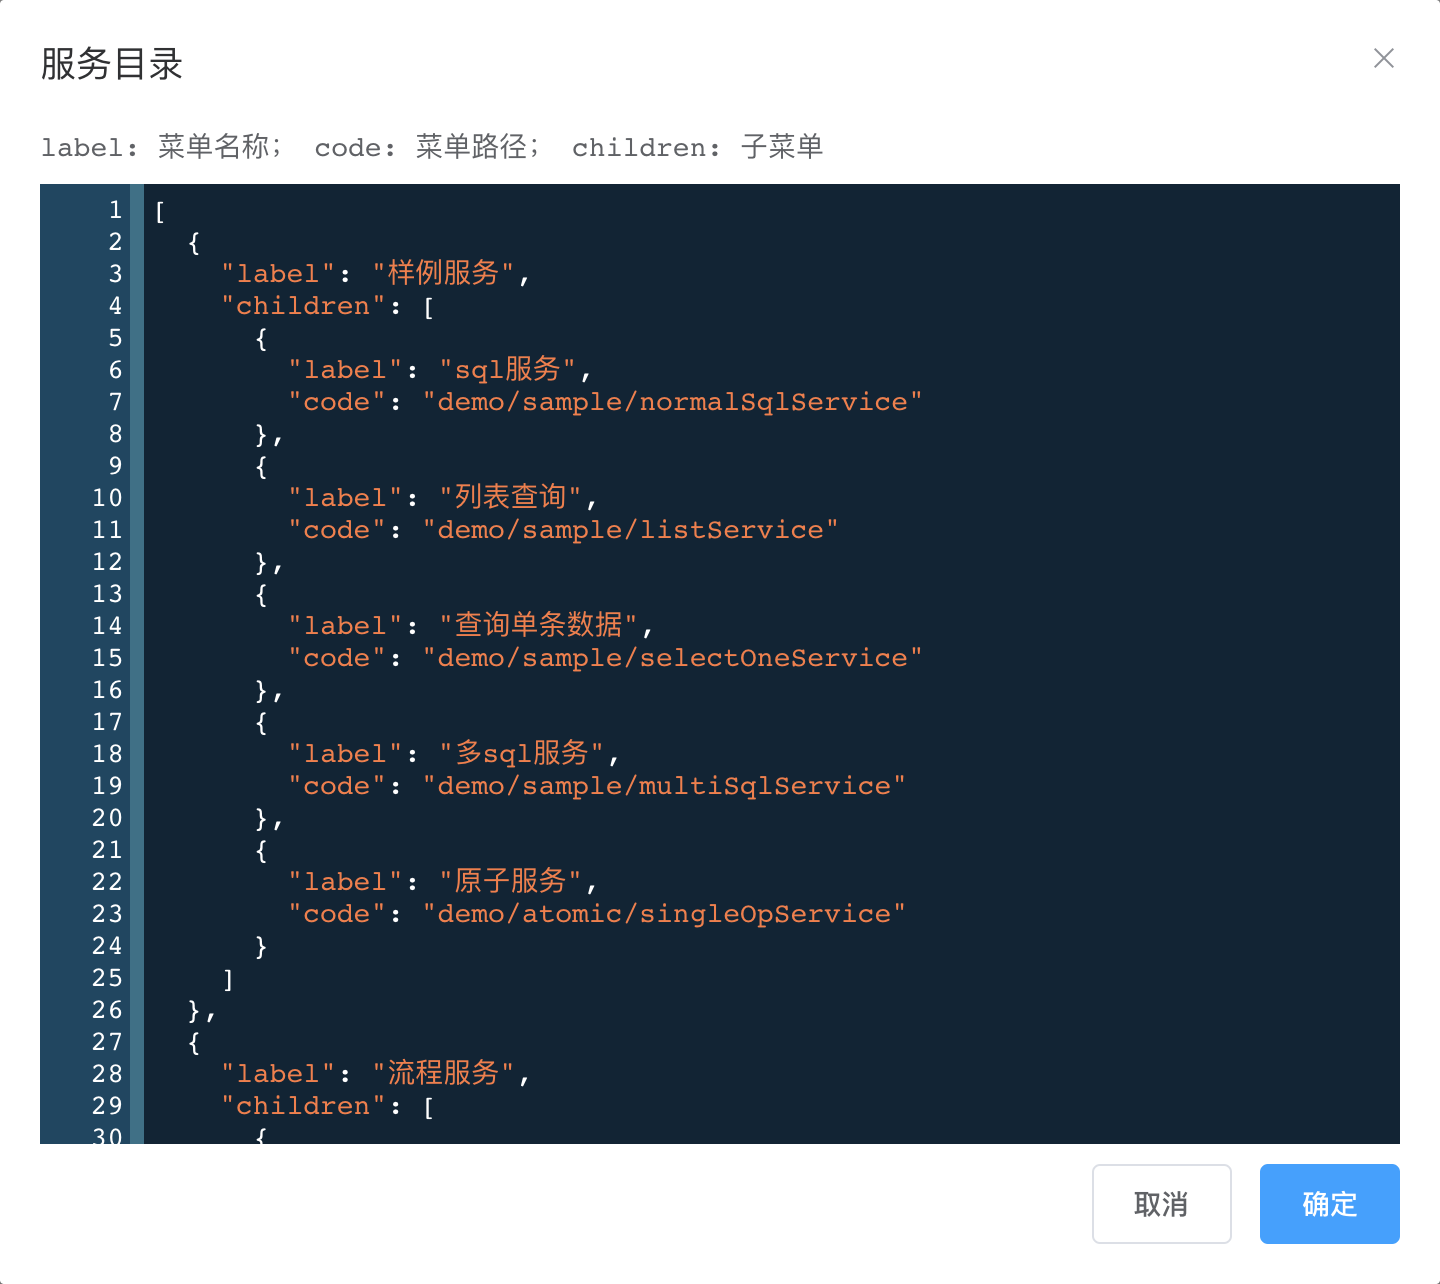 服务目录
label: 菜单名称； code: 菜单路径； children: 子菜单
1 [
2   {
3     "label": "样例服务",
4     "children": [
5       {
6         "label": "sql服务",
7         "code": "demo/sample/normalSqlService"
8       },
9       {
10         "label": "列表查询",
11         "code": "demo/sample/listService"
12       },
13       {
14         "label": "查询单条数据",
15         "code": "demo/sample/selectOneService"
16       },
17       {
18         "label": "多sql服务",
19         "code": "demo/sample/multiSqlService"
20       },
21       {
22         "label": "原子服务",
23         "code": "demo/atomic/singleOpService"
24       }
25     ]
26   },
27   {
28     "label": "流程服务",
29     "children": [
30       {
取消 确定